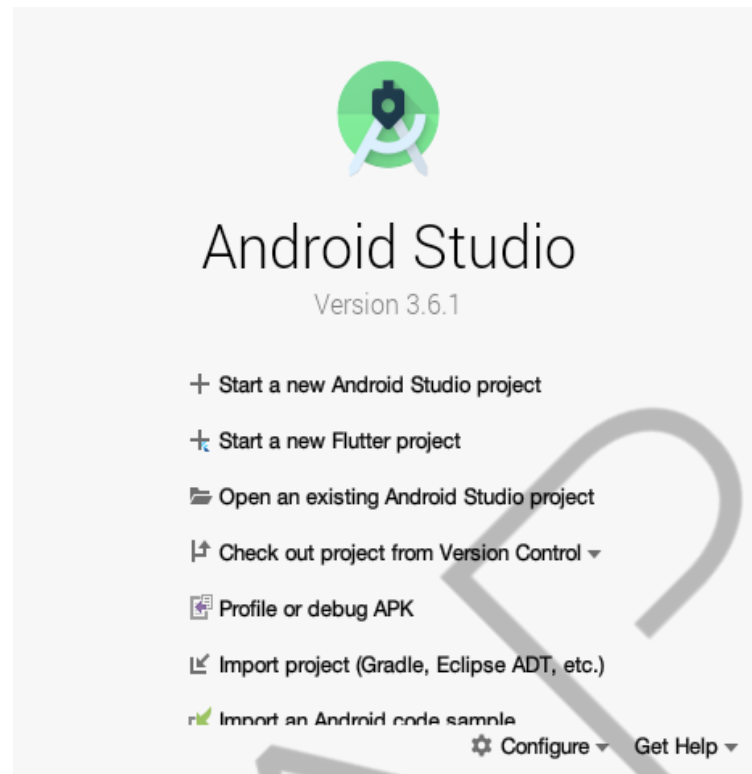 Android Studio
Version 3.6.1
Start a new Android Studio project
Start a new Flutter project
Open an existing Android Studio project
Check out project from Version Control
Profile or debug APK
Import project (Gradle, Eclipse ADT, etc.)
Import an Android code sample
Configure Get Help